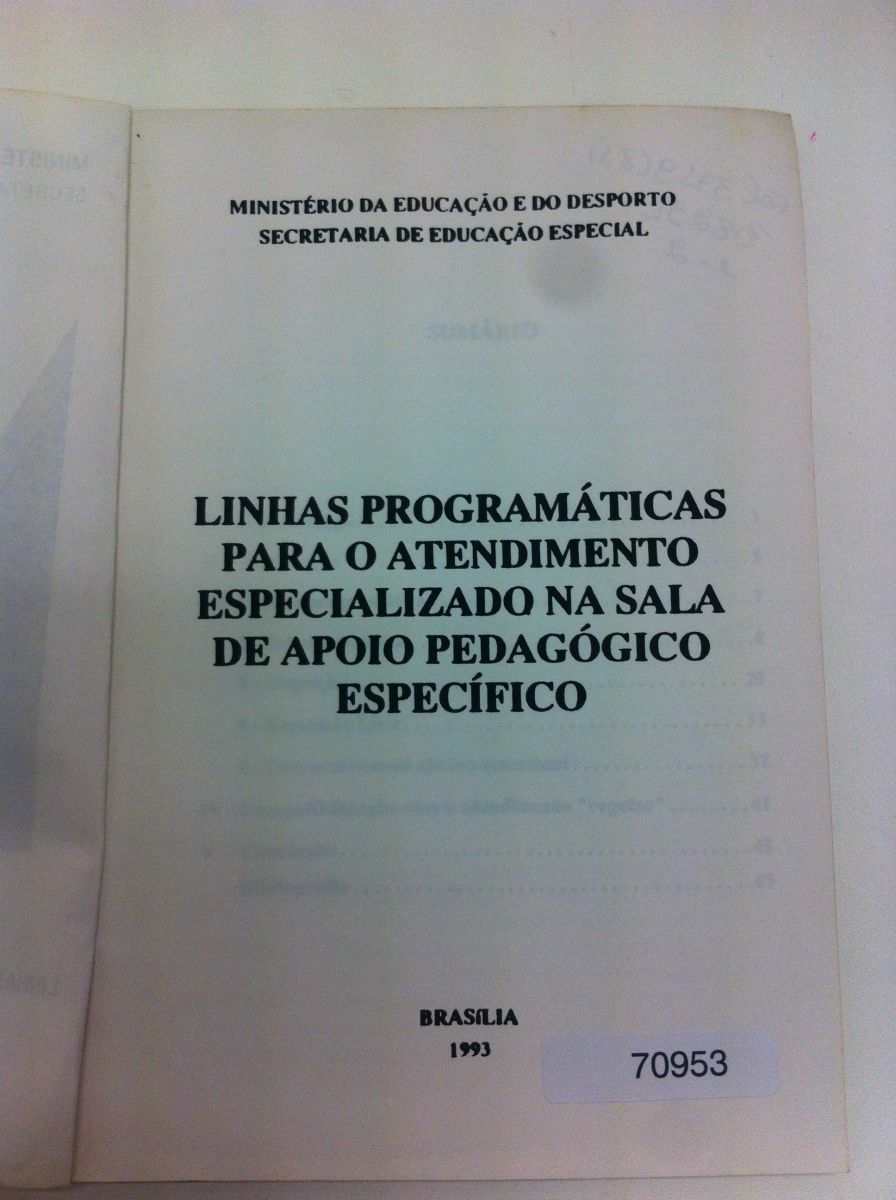 MINISTÉRIO DA EDUCAÇÃO E DO DESPORTO
SECRETARIA DE EDUCAÇÃO ESPECIAL
SUMÁRIO
LINHAS PROGRAMÁTICAS
PARA O ATENDIMENTO
ESPECIALIZADO NA SALA
DE APOIO PEDAGÓGICO
ESPECÍFICO
BRASÍLIA
1993
70953